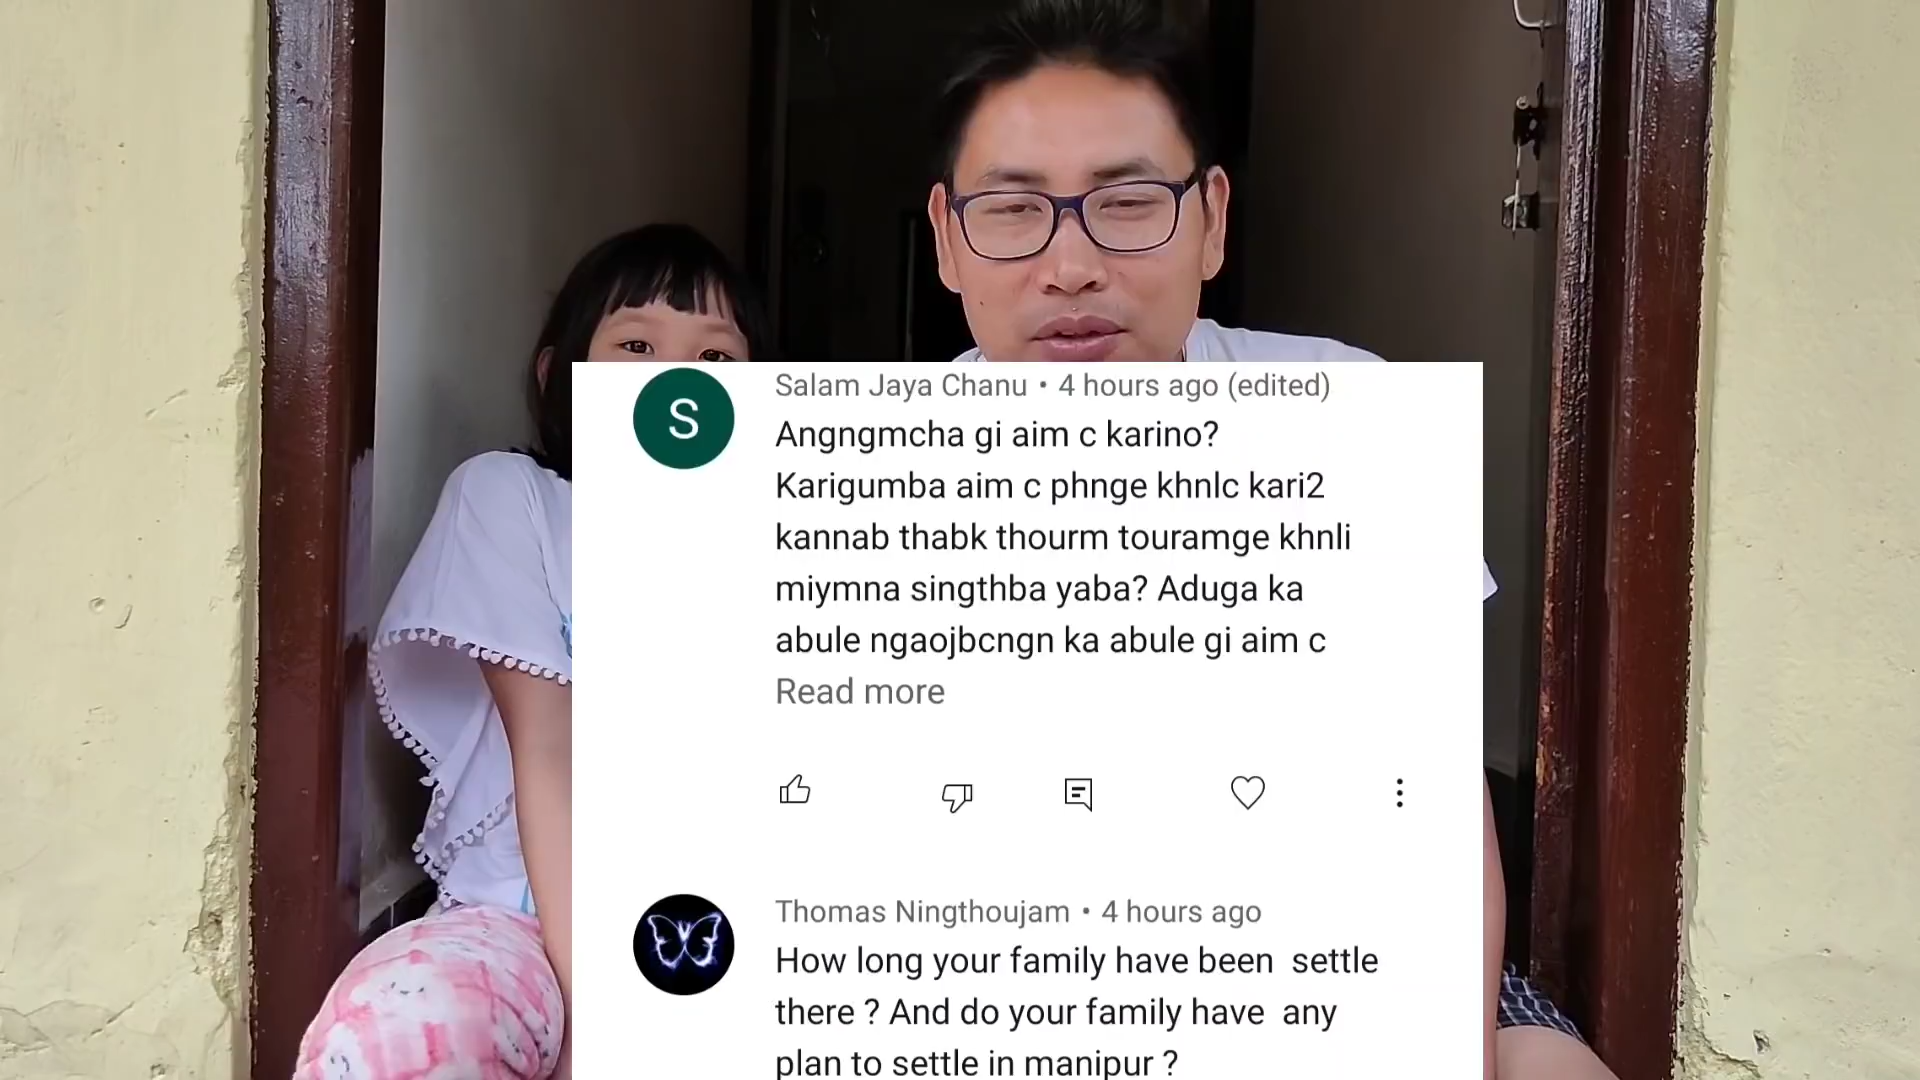 S
Salam Jaya Chanu • 4 hours ago (edited)
Angngmcha gi aim c karino?
Karigumba aim c phnge khnlc kari2
kannab thabk thourm touramge khnli
miymna singthba yaba? Aduga ka
abule ngaojbcngn ka abule gi aim c
Read more
Thomas Ningthoujam • 4 hours ago
How long your family have been settle
there ? And do your family have any
plan to settle in manipur ?